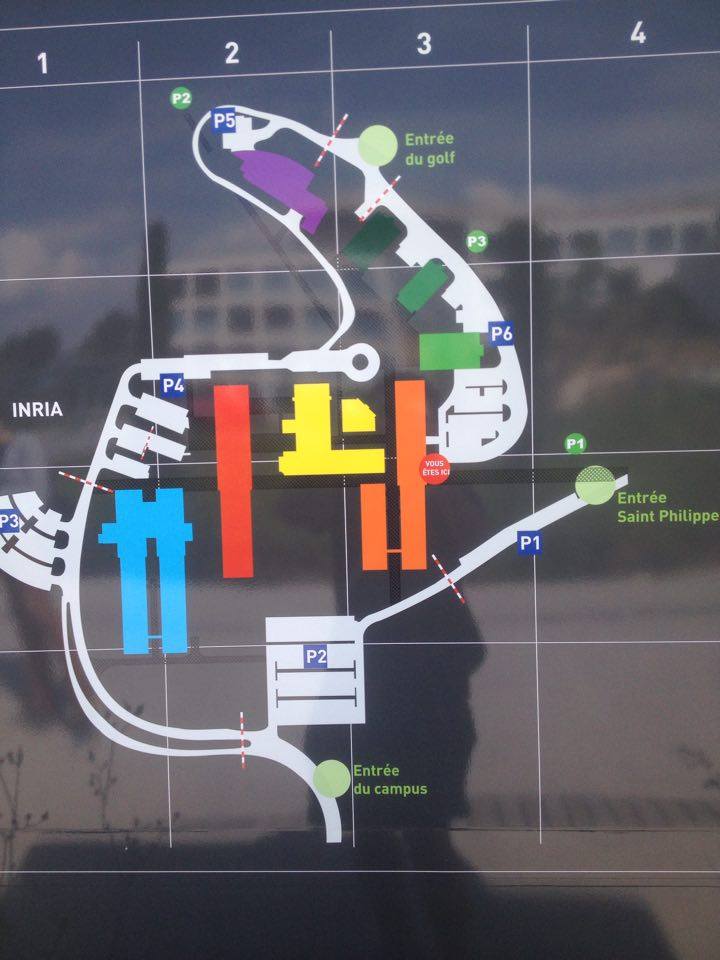 1
2
3
4
P2
P5
Entrée
du golf
P3
P6
P4
INRIA
P1
VOUS
ÊTES ICI
Entrée
Saint Philippe
P3
P1
P2
Entrée
du campus